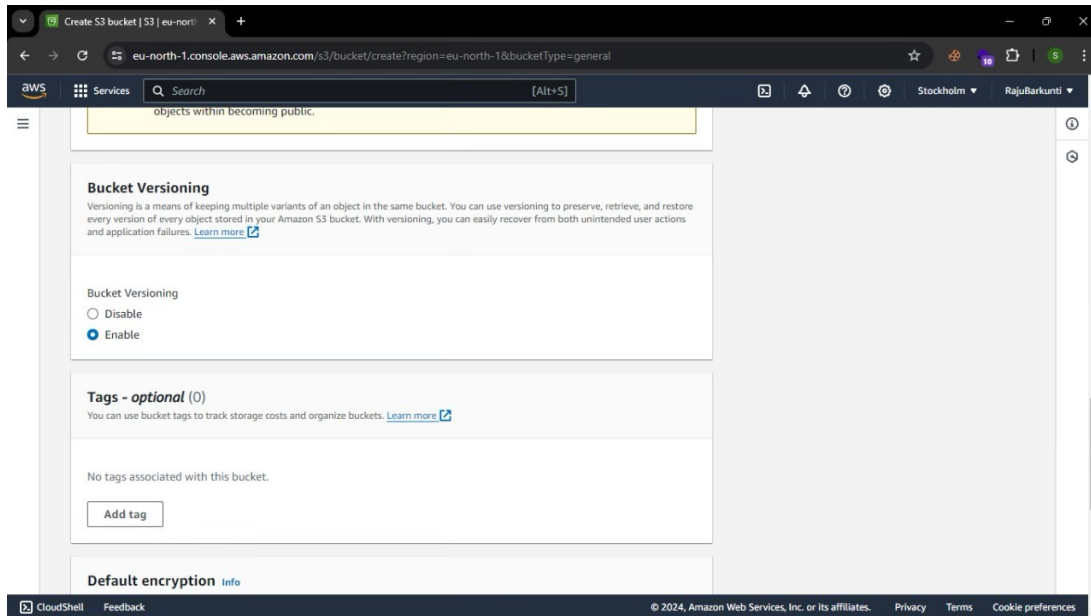 Create S3 bucket | S3 | eu-north
eu-north-1.console.aws.amazon.com/s3/bucket/create?region=eu-north-1&bucketType=general
10
S
aws
Services
Search
[Alt+S]
Stockholm
RajuBarkunti
objects within becoming public.
Bucket Versioning
Versioning is a means of keeping multiple variants of an object in the same bucket. You can use versioning to preserve, retrieve, and restore
every version of every object stored in your Amazon S3 bucket. With versioning, you can easily recover from both unintended user actions
and application failures. Learn more
Bucket Versioning
Disable
Enable
Tags - optional (0)
You can use bucket tags to track storage costs and organize buckets. Learn more
No tags associated with this bucket.
Add tag
Default encryption Info
CloudShell Feedback © 2024, Amazon Web Services, Inc. or its affiliates. Privacy Terms Cookie preferences